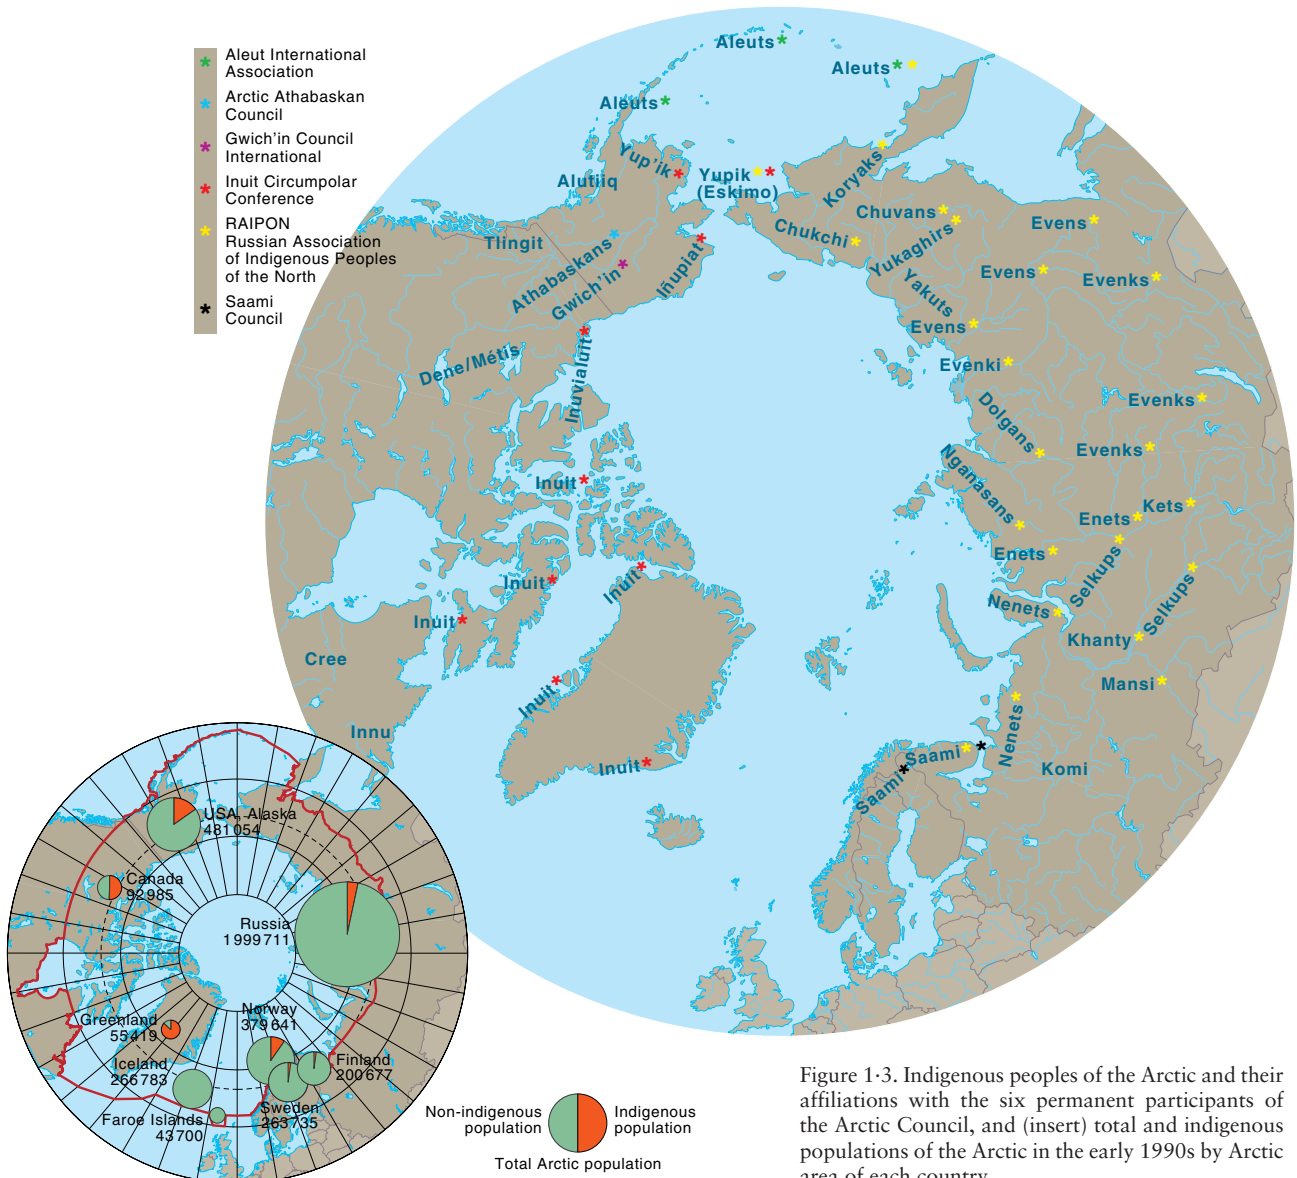 Aleut International
Association
Arctic Athabaskan
Council
Gwich'in Council
International
Inuit Circumpolar
Conference
RAIPON
Russian Association
of Indigenous Peoples
of the North
Saami
Council
Aleuts
Aleuts
Aleuts
Yup'ik
Yupik
(Eskimo)
Alutiiq
Koryaks
Tlingit
Chukchi
Chuvans
Yukaghirs
Evens
Athabaskans
Gwich'in
Iñupiat
Yakuts
Evens
Evenks
Evens
Dene/Métis
Inuvialuit
Evenki
Dolgans
Evenks
Nganasans
Evenks
Inuit
Enets
Kets
Enets
Selkups
Selkups
Inuit
Inuit
Inuit
Nenets
Khanty
Cree
Mansi
Inuit
Nenets
Innu
Saami
Saami
Komi
Inuit
USA, Alaska
481 054
Canada
92 985
Russia
1 999 711
Norway
379 641
Greenland
55 419
Iceland
266 783
Finland
200 677
Faroe Islands
43 700
Sweden
263 735
Non-indigenous
population
Indigenous
population
Total Arctic population
Figure 1·3. Indigenous peoples of the Arctic and their
affiliations with the six permanent participants of
the Arctic Council, and (insert) total and indigenous
populations of the Arctic in the early 1990s by Arctic
area of each country.